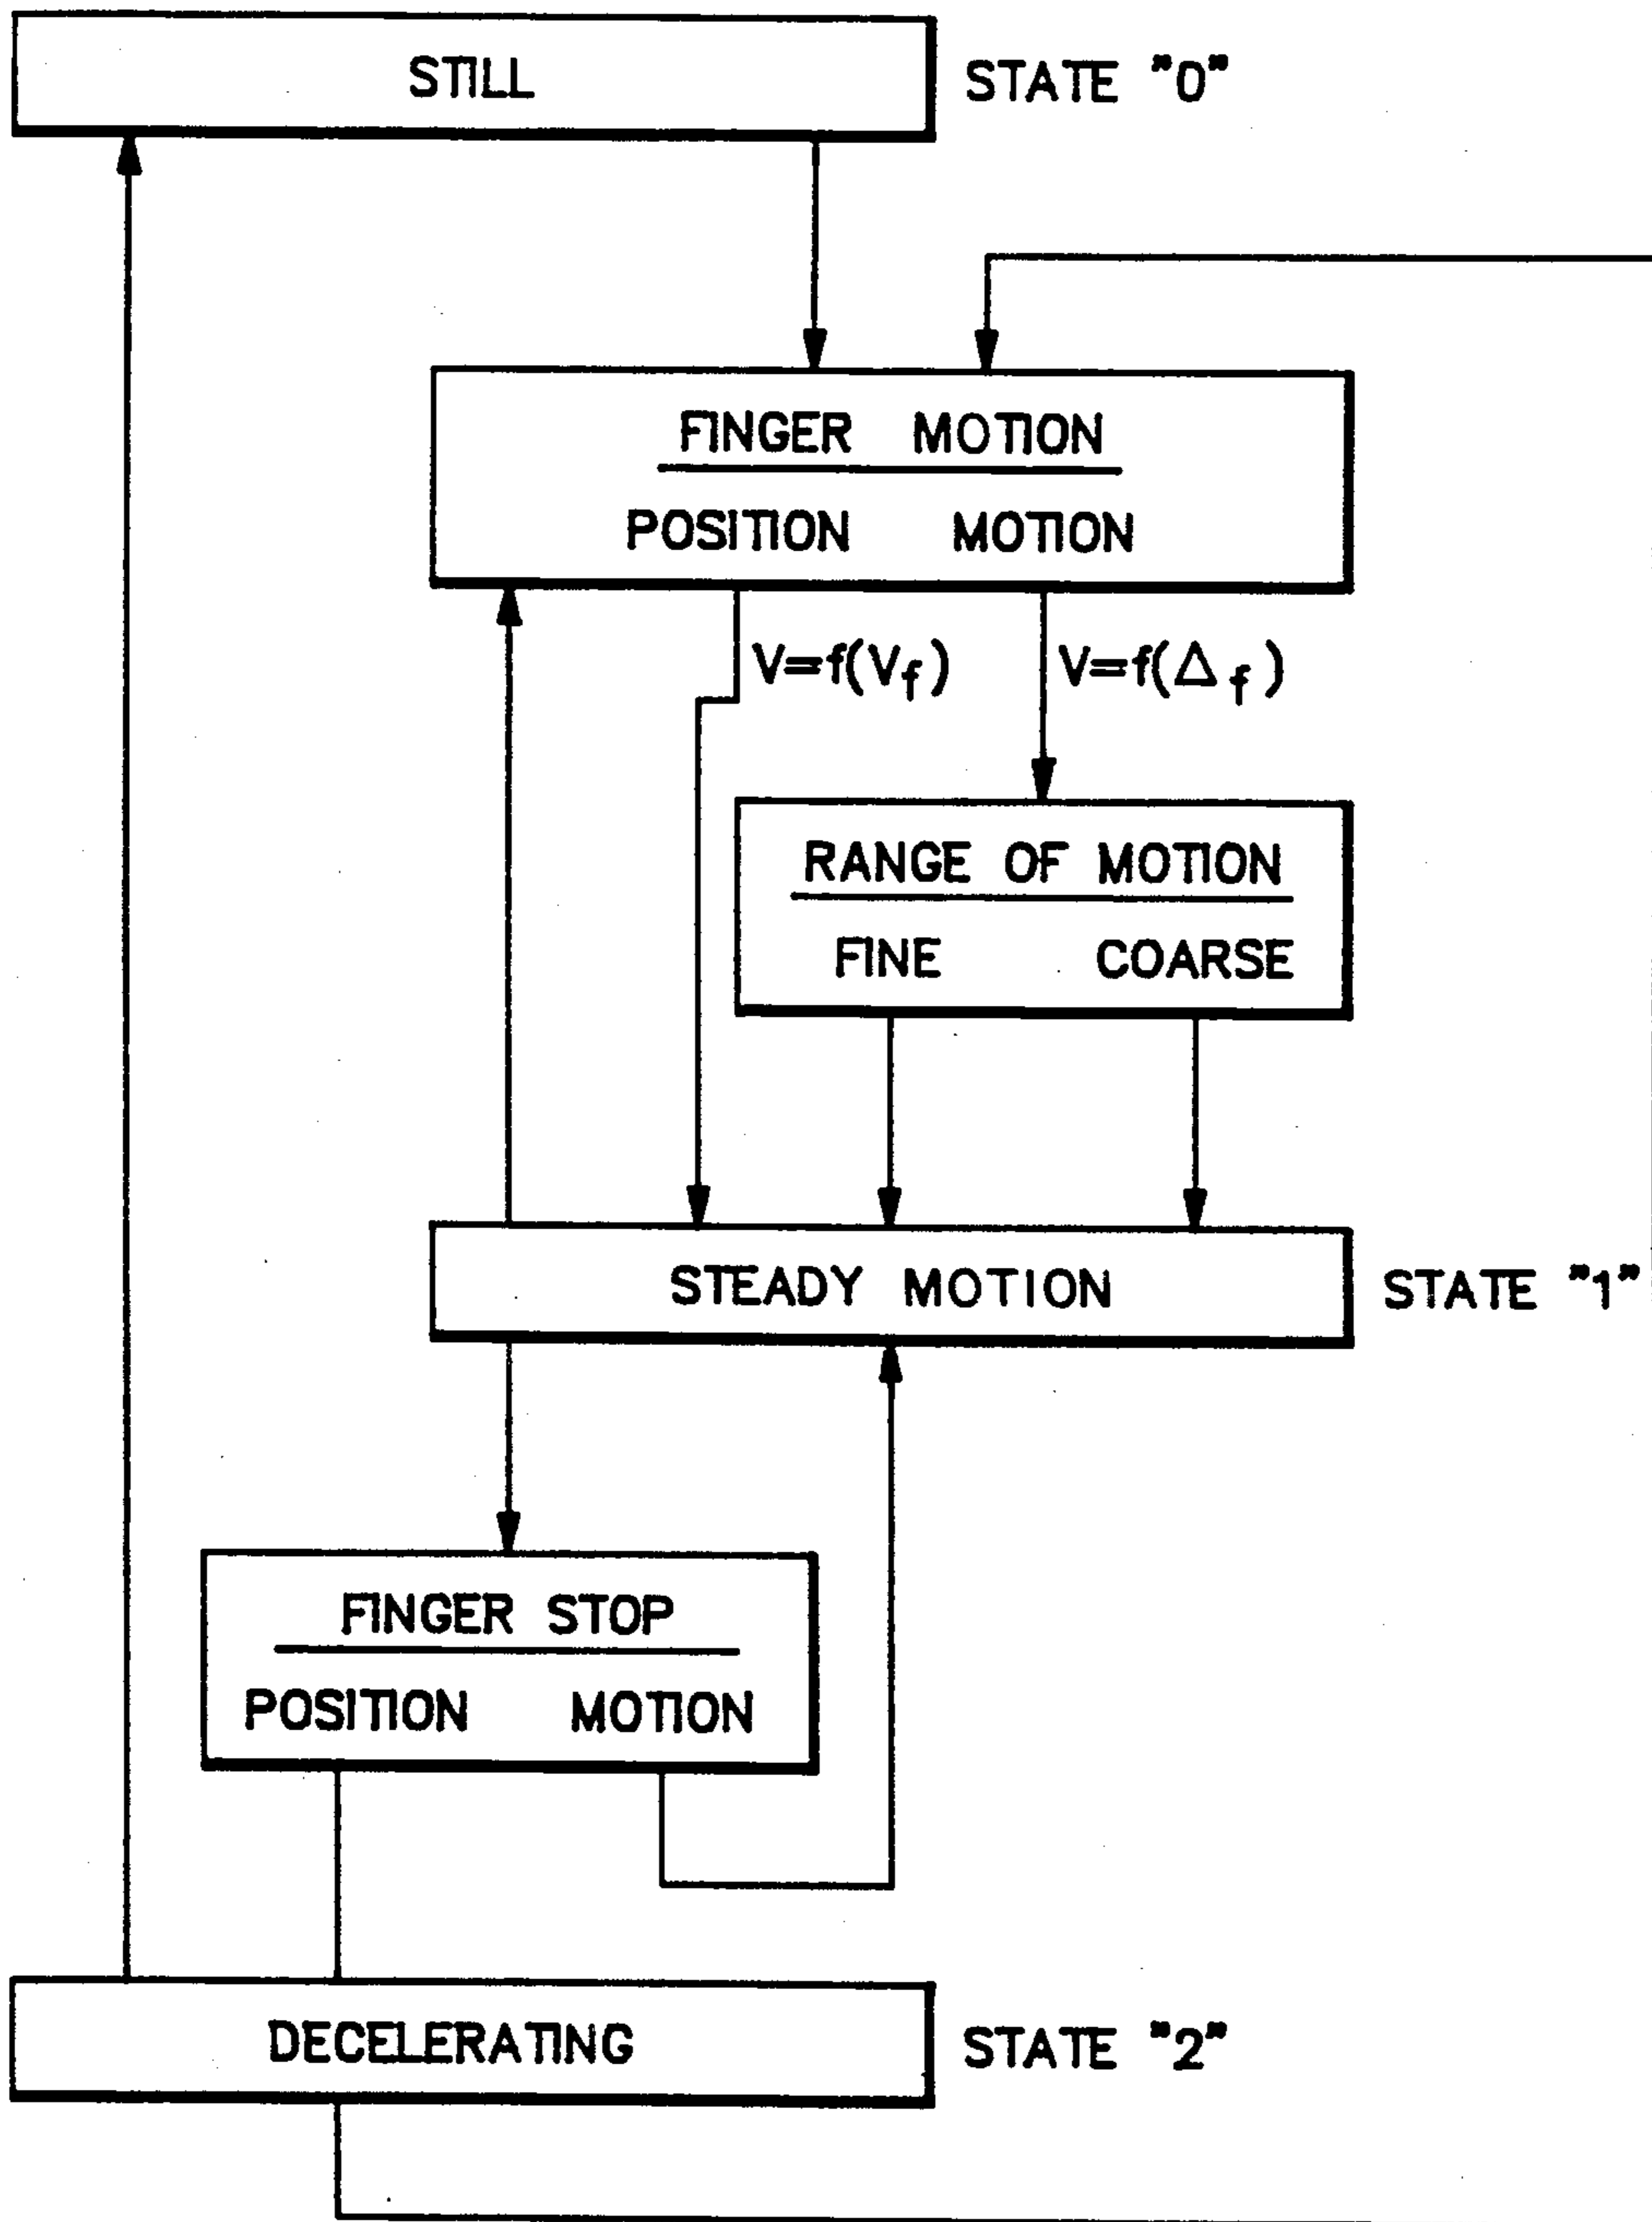 STILL
STATE "0"
FINGER MOTION
POSITION MOTION
V=f(Vf)
V=f(Δf)
RANGE OF MOTION
FINE COARSE
STEADY MOTION
STATE "1"
FINGER STOP
POSITION MOTION
DECELERATING
STATE "2"